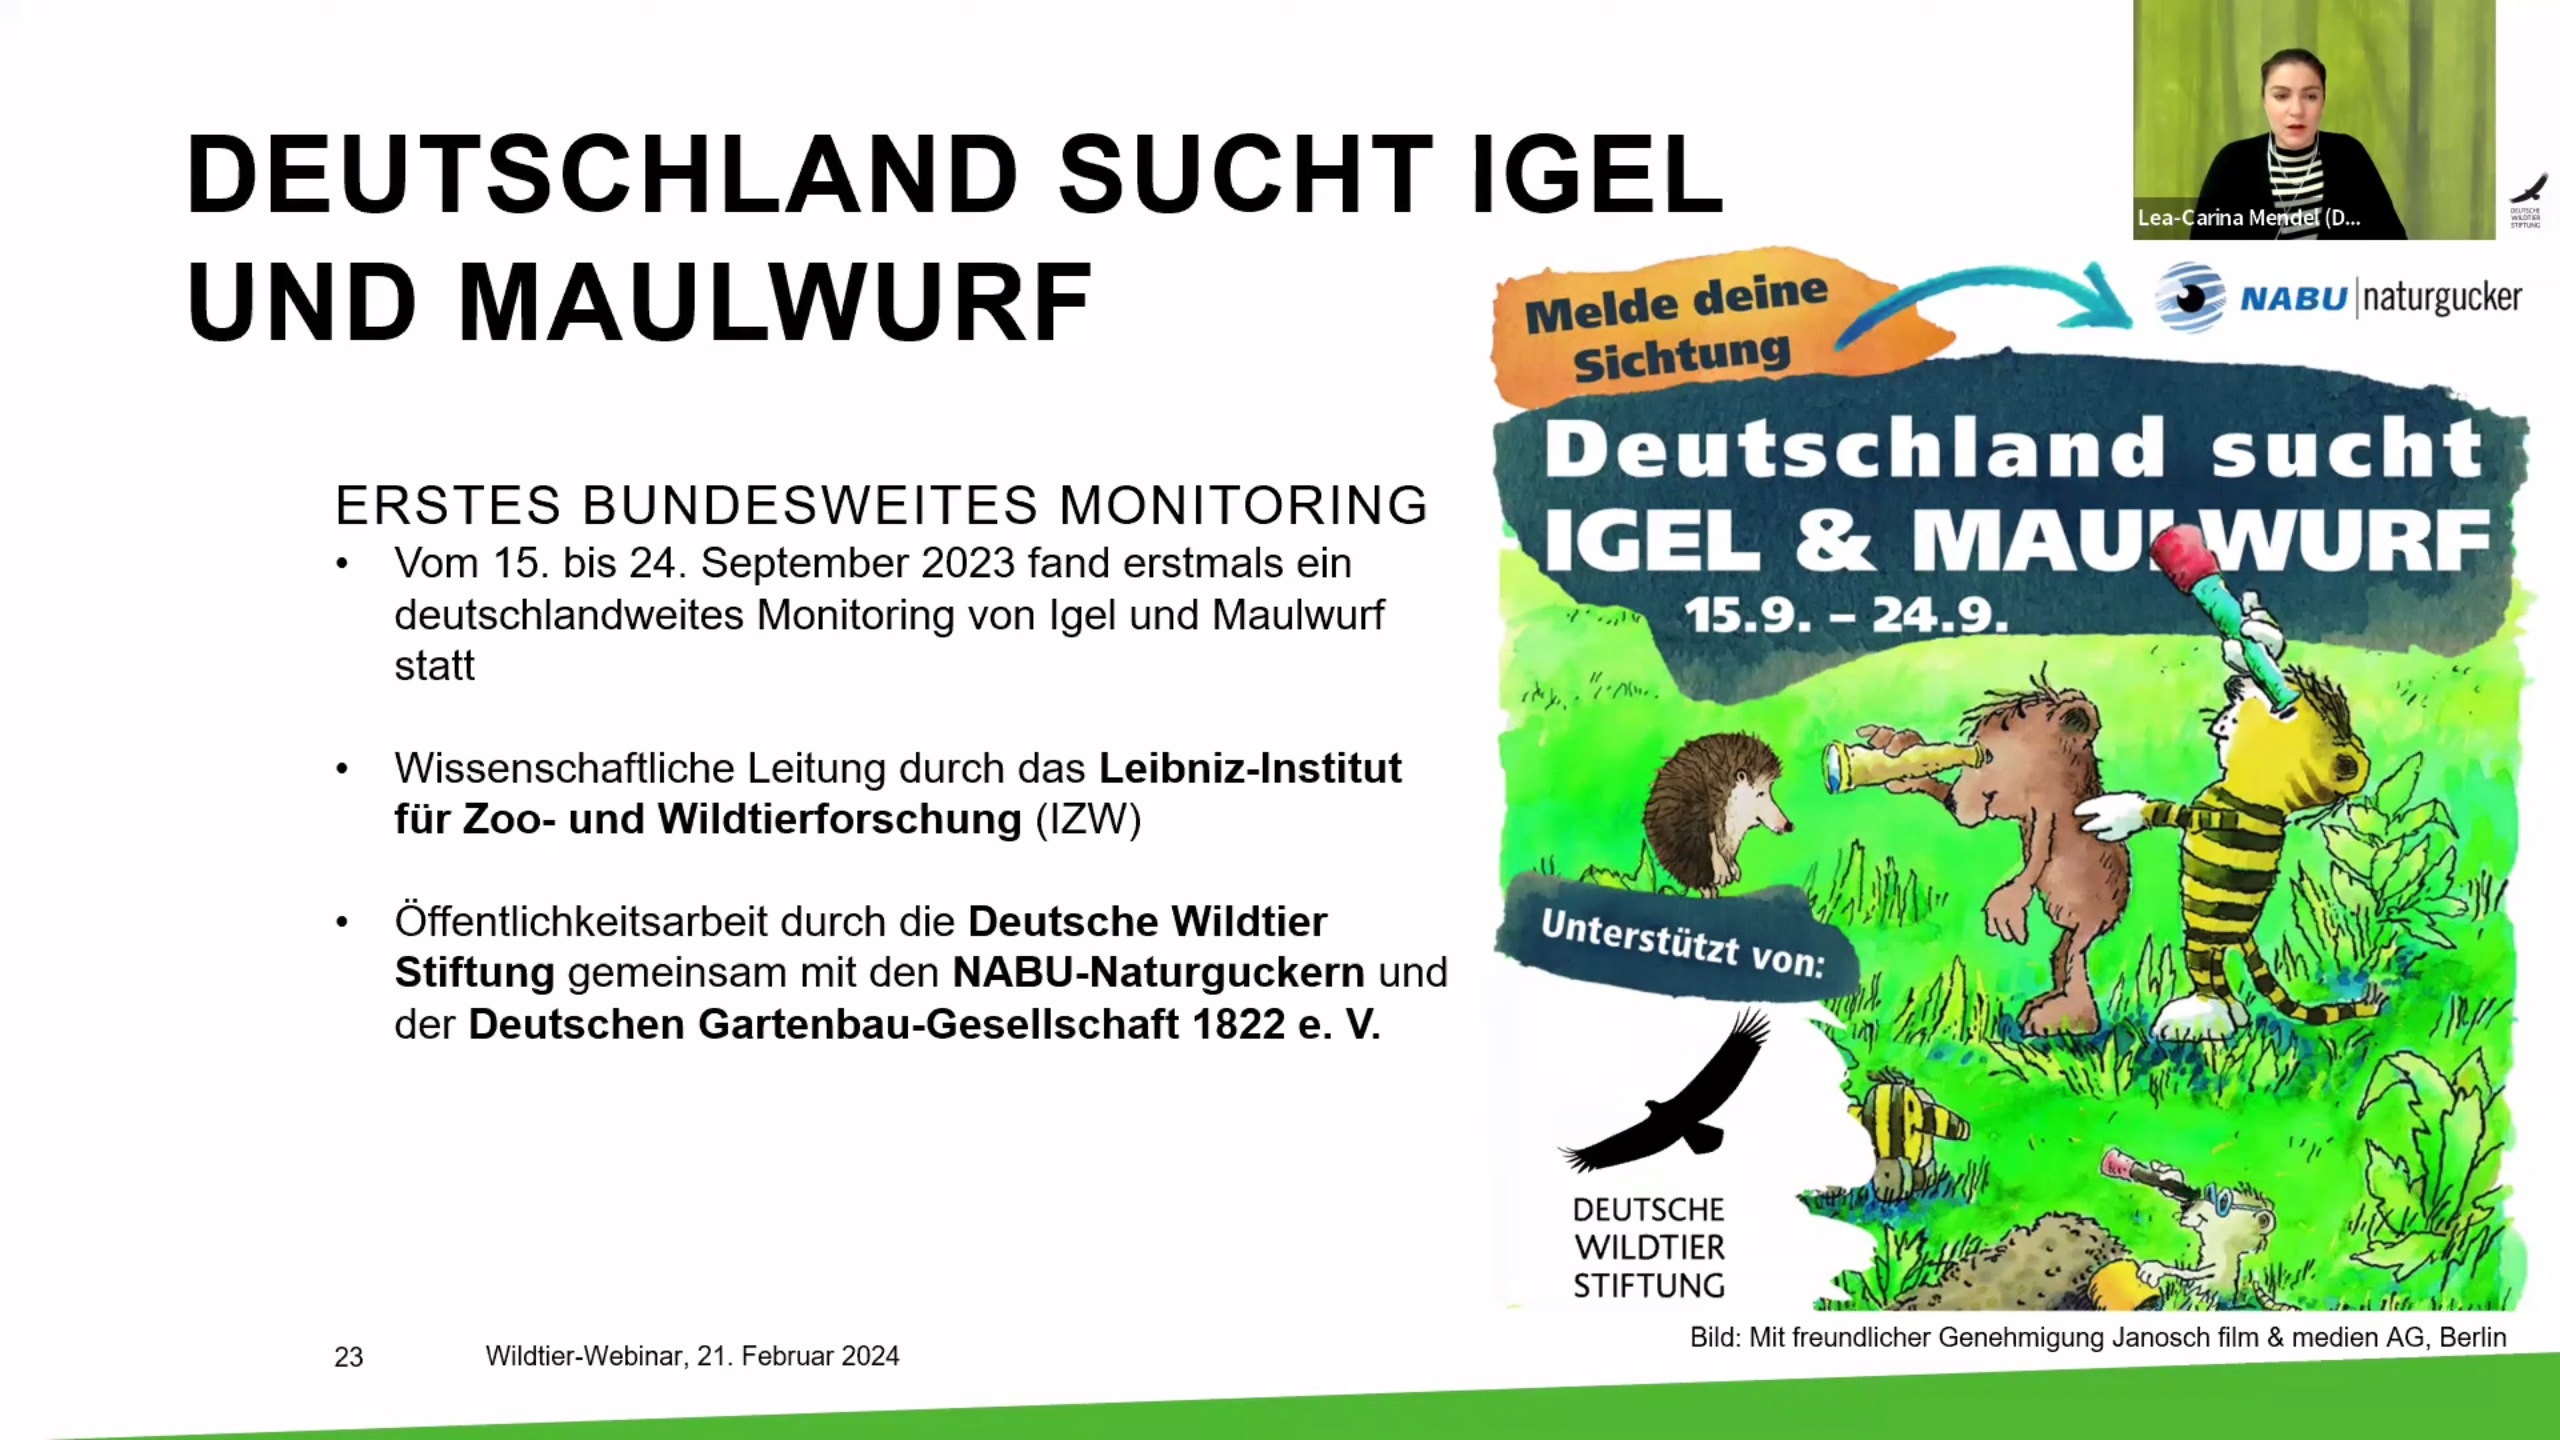 DEUTSCHLAND SUCHT IGEL
UND MAULWURF
Lea-Carina Mendel (D...
DEUTSCHE
WILDTIER
STIFTUNG
ERSTES BUNDESWEITES MONITORING
• Vom 15. bis 24. September 2023 fand erstmals ein
deutschlandweites Monitoring von Igel und Maulwurf
statt
• Wissenschaftliche Leitung durch das Leibniz-Institut
für Zoo- und Wildtierforschung (IZW)
• Öffentlichkeitsarbeit durch die Deutsche Wildtier
Stiftung gemeinsam mit den NABU-Naturguckern und
der Deutschen Gartenbau-Gesellschaft 1822 e. V.
Melde deine
Sichtung
NABU|naturgucker
Deutschland sucht
IGEL & MAULWURF
15.9. – 24.9.
Unterstützt von:
DEUTSCHE
WILDTIER
STIFTUNG
Bild: Mit freundlicher Genehmigung Janosch film & medien AG, Berlin
23
Wildtier-Webinar, 21. Februar 2024